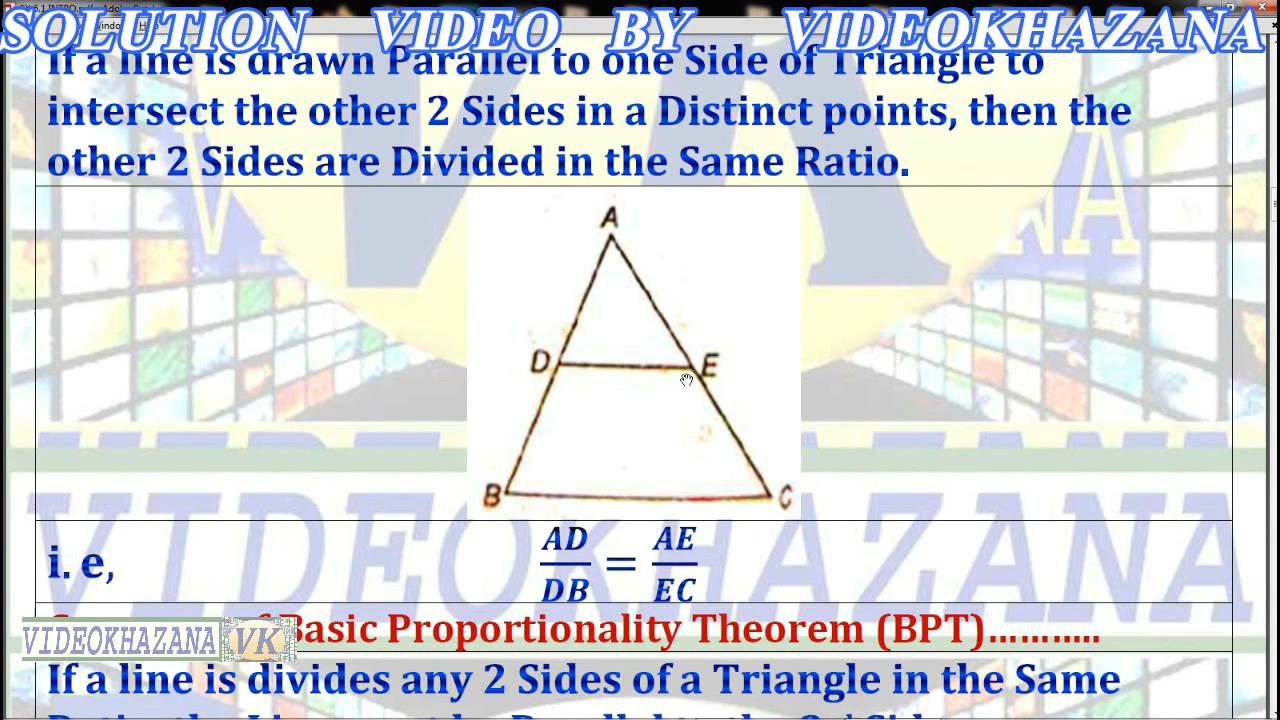 SOLUTION VIDEO BY VIDEOKHAZANA
If a line is drawn Parallel to one Side of Triangle to
intersect the other 2 Sides in a Distinct points, then the
other 2 Sides are Divided in the Same Ratio.
A
D E
B C
i. e, AD/DB = AE/EC
Basic Proportionality Theorem (BPT)...........
VIDEOKHAZANA VK
If a line is divides any 2 Sides of a Triangle in the Same
VIDEOKHAZANA